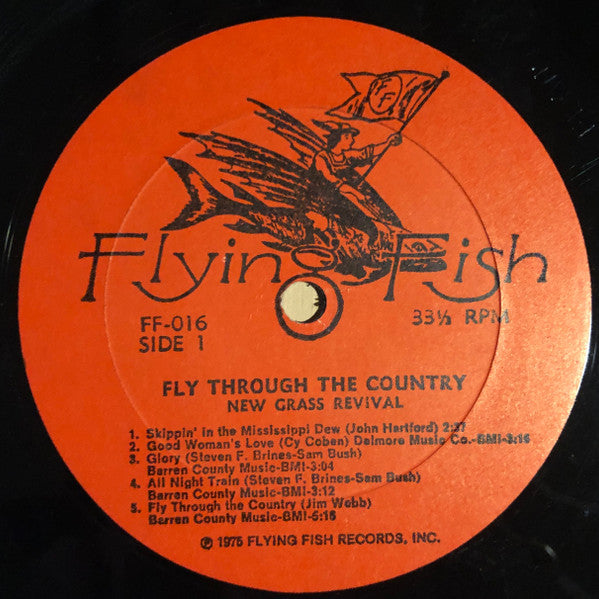 FF
Flying Fish
FF-016 33⅓ RPM
SIDE 1
FLY THROUGH THE COUNTRY
NEW GRASS REVIVAL
1. Skippin' in the Mississippi Dew (John Hartford) 2:37
2. Good Woman's Love (Cy Coben) Delmore Music Co.-BMI-3:16
3. Glory (Steven F. Brines-Sam Bush)
Barren County Music-BMI-3:04
4. All Night Train (Steven F. Brines-Sam Bush)
Barren County Music-BMI-3:12
5. Fly Through the Country (Jim Webb)
Barren County Music-BMI-5:18
℗ 1975 FLYING FISH RECORDS, INC.